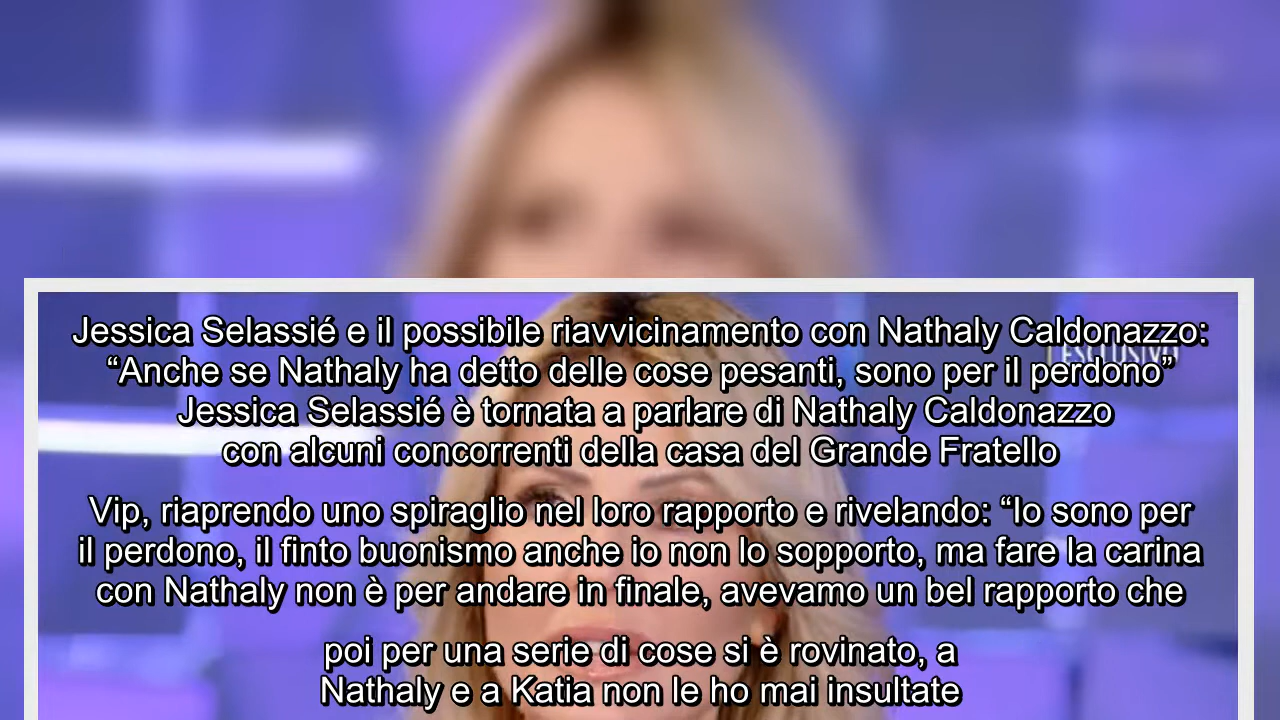 Jessica Selassié e il possibile riavvicinamento con Nathaly Caldonazzo:
“Anche se Nathaly ha detto delle cose pesanti, sono per il perdono”
ESCLUSIVA
Jessica Selassié è tornata a parlare di Nathaly Caldonazzo
con alcuni concorrenti della casa del Grande Fratello
Vip, riaprendo uno spiraglio nel loro rapporto e rivelando: “Io sono per
il perdono, il finto buonismo anche io non lo sopporto, ma fare la carina
con Nathaly non è per andare in finale, avevamo un bel rapporto che
poi per una serie di cose si è rovinato, a
Nathaly e a Katia non le ho mai insultate